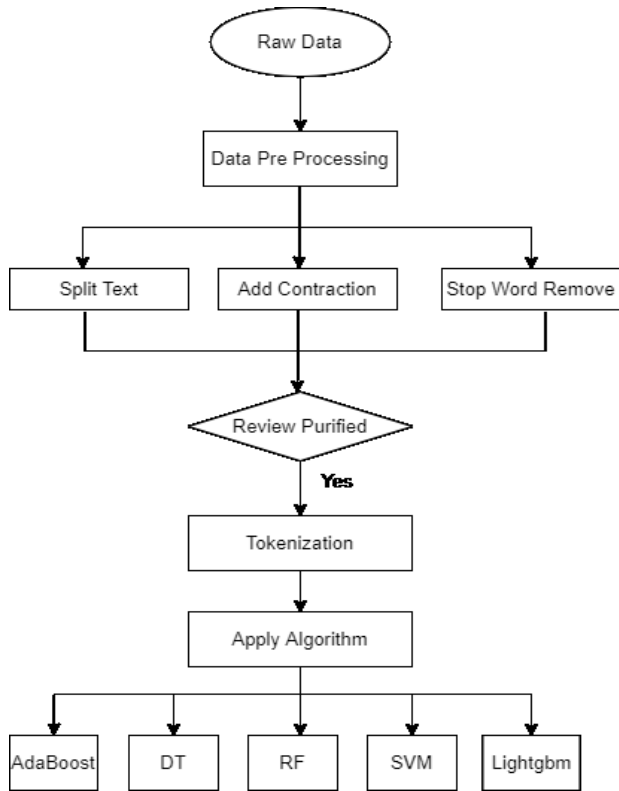 Raw Data
Data Pre Processing
Split Text
Add Contraction
Stop Word Remove
Review Purified
Yes
Tokenization
Apply Algorithm
AdaBoost
DT
RF
SVM
Lightgbm